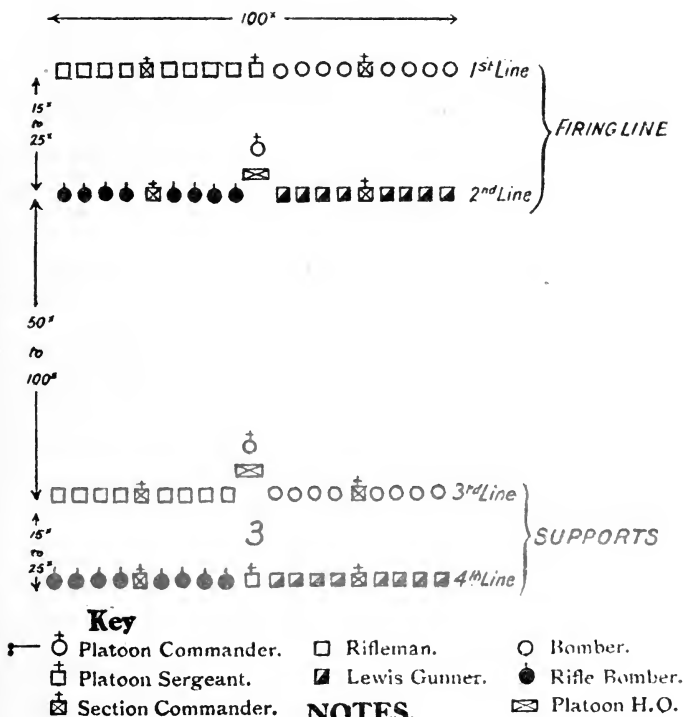 100ˣ
1st Line
15ˣ
to
25ˣ
FIRING LINE
2nd Line
50ˣ
to
100ˣ
3rd Line
15ˣ
to
25ˣ
3
SUPPORTS
4th Line
Key
Platoon Commander. Rifleman. Bomber.
Platoon Sergeant. Lewis Gunner. Rifle Bomber.
Section Commander. NOTES. Platoon H.Q.